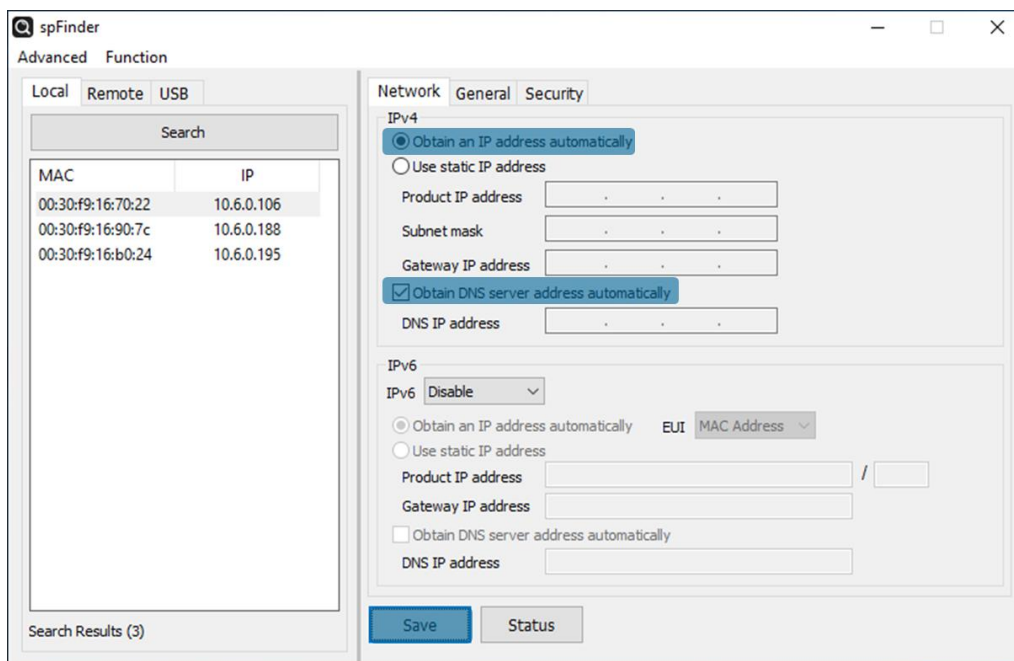 spFinder
Advanced Function
Local Remote USB
Search
MAC IP
00:30:f9:16:70:22 10.6.0.106
00:30:f9:16:90:7c 10.6.0.188
00:30:f9:16:b0:24 10.6.0.195
Search Results (3)
Network General Security
IPv4
Obtain an IP address automatically
Use static IP address
Product IP address . . .
Subnet mask . . .
Gateway IP address . . .
Obtain DNS server address automatically
DNS IP address . . .
IPv6
IPv6 Disable
Obtain an IP address automatically EUI MAC Address
Use static IP address
Product IP address /
Gateway IP address
Obtain DNS server address automatically
DNS IP address
Save Status